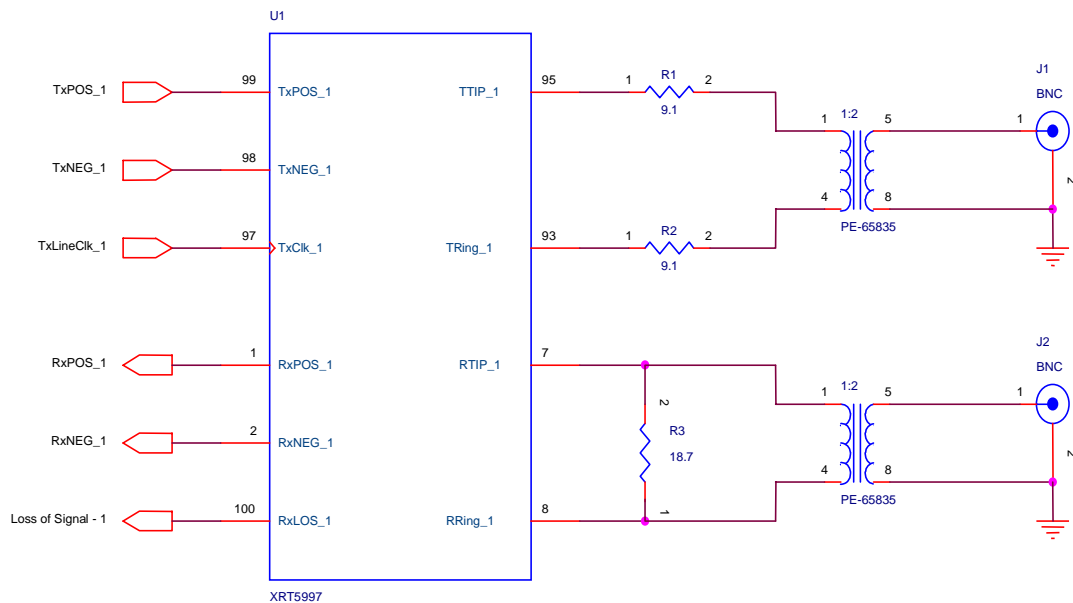 U1
J1
BNC
TxPOS_1 99 TxPOS_1 TTIP_1 95 1 R1 2
9.1
1:2
1 5 1
2
TxNEG_1 98 TxNEG_1
4 8
PE-65835
TxLineClk_1 97 TxClk_1 TRing_1 93 1 R2 2
9.1
J2
BNC
RxPOS_1 1 RxPOS_1 RTIP_1 7
1:2
1 5 1
2
R3
18.7
2
RxNEG_1 2 RxNEG_1
4 8
PE-65835
1
Loss of Signal - 1 100 RxLOS_1 RRing_1 8
XRT5997